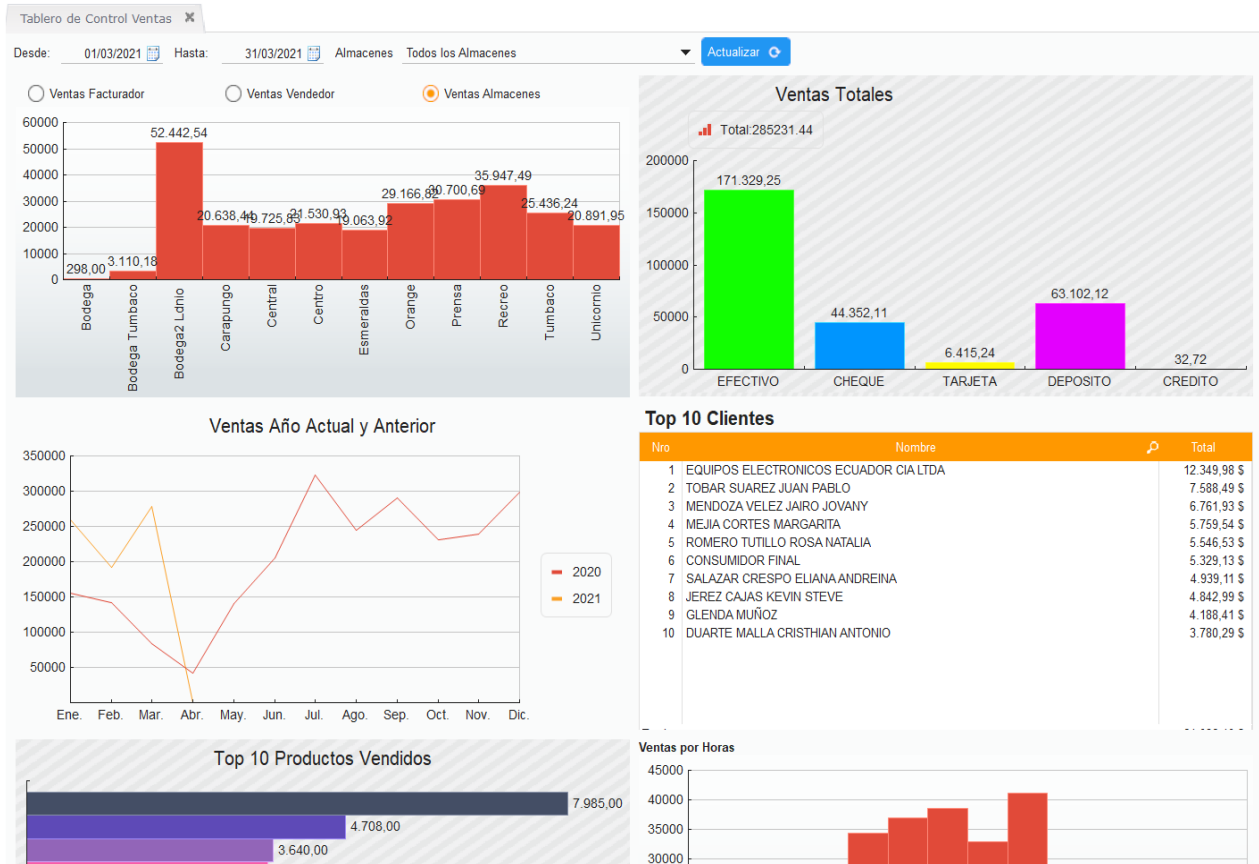 Tablero de Control Ventas
Desde: 01/03/2021 Hasta: 31/03/2021 Almacenes Todos los Almacenes Actualizar
Ventas Facturador Ventas Vendedor Ventas Almacenes
60000
50000
40000
30000
20000
10000
0
298,00
3.110,18
52.442,54
20.638,44
19.725,83
21.530,93
19.063,92
29.166,82
30.700,69
35.947,49
25.436,24
20.891,95
Bodega
Bodega Tumbaco
Bodega2 Ldnio
Carapungo
Central
Centro
Esmeraldas
Orange
Prensa
Recreo
Tumbaco
Unicornio
Ventas Totales
Total:285231.44
200000
150000
100000
50000
0
171.329,25
44.352,11
6.415,24
63.102,12
32,72
EFECTIVO CHEQUE TARJETA DEPOSITO CREDITO
Ventas Año Actual y Anterior
350000
300000
250000
200000
150000
100000
50000
Ene. Feb. Mar. Abr. May. Jun. Jul. Ago. Sep. Oct. Nov. Dic.
2020
2021
Top 10 Clientes
Nro Nombre Total
1 EQUIPOS ELECTRONICOS ECUADOR CIA LTDA 12.349,98 $
2 TOBAR SUAREZ JUAN PABLO 7.588,49 $
3 MENDOZA VELEZ JAIRO JOVANY 6.761,93 $
4 MEJIA CORTES MARGARITA 5.759,54 $
5 ROMERO TUTILLO ROSA NATALIA 5.546,53 $
6 CONSUMIDOR FINAL 5.329,13 $
7 SALAZAR CRESPO ELIANA ANDREINA 4.939,11 $
8 JEREZ CAJAS KEVIN STEVE 4.842,99 $
9 GLENDA MUÑOZ 4.188,41 $
10 DUARTE MALLA CRISTHIAN ANTONIO 3.780,29 $
Top 10 Productos Vendidos
7.985,00
4.708,00
3.640,00
Ventas por Horas
45000
40000
35000
30000